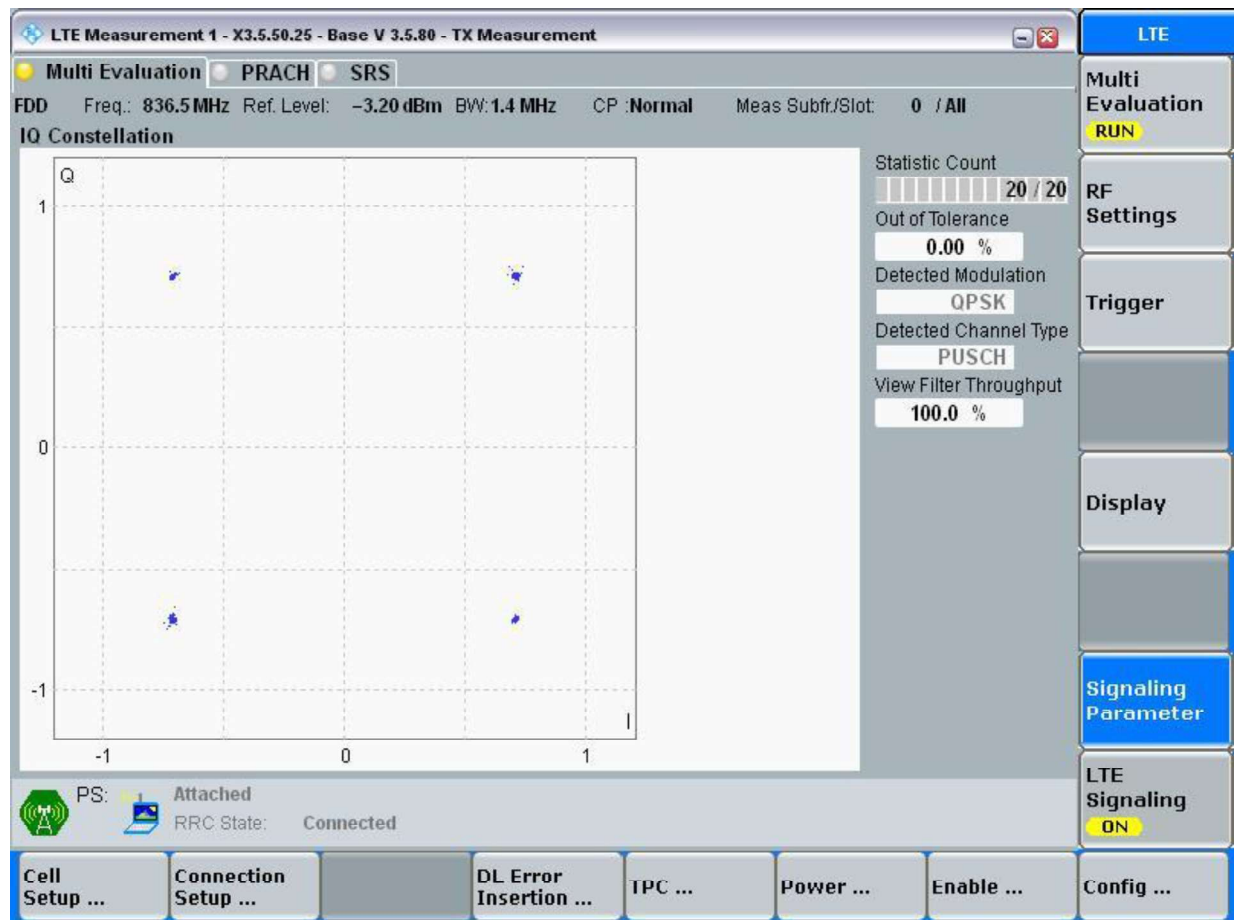 LTE Measurement 1 - X3.5.50.25 - Base V 3.5.80 - TX Measurement
LTE
Multi Evaluation PRACH SRS
FDD Freq.: 836.5 MHz Ref. Level: -3.20 dBm BW: 1.4 MHz CP :Normal Meas Subfr./Slot: 0 / All
IQ Constellation
Q
1
0
-1
-1 0 1
I
Statistic Count
20 / 20
Out of Tolerance
0.00 %
Detected Modulation
QPSK
Detected Channel Type
PUSCH
View Filter Throughput
100.0 %
Multi
Evaluation
RUN
RF
Settings
Trigger
Display
Signaling
Parameter
LTE
Signaling
ON
PS: Attached
RRC State: Connected
Cell
Setup ...
Connection
Setup ...
DL Error
Insertion ...
TPC ...
Power ...
Enable ...
Config ...